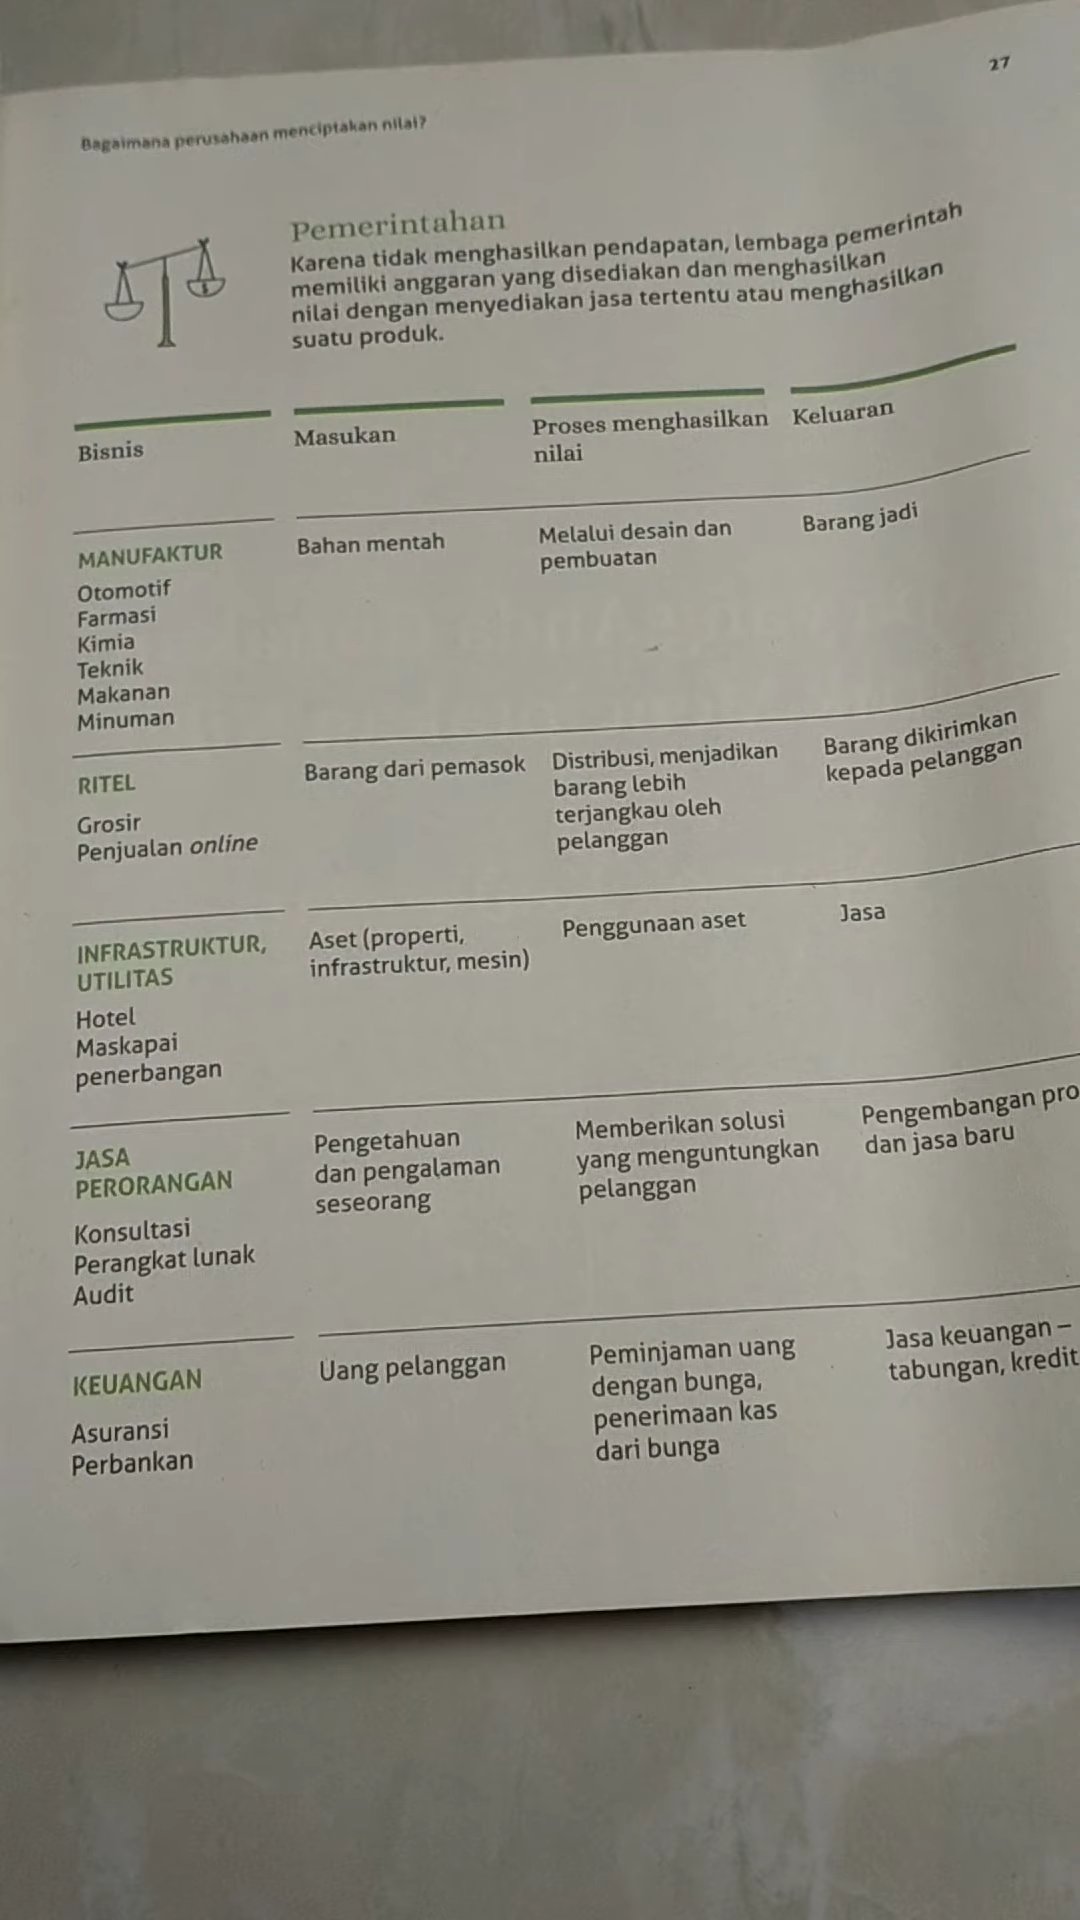 27
Bagaimana perusahaan menciptakan nilai?
Pemerintahan
Karena tidak menghasilkan pendapatan, lembaga pemerintah
memiliki anggaran yang disediakan dan menghasilkan
nilai dengan menyediakan jasa tertentu atau menghasilkan
suatu produk.
Bisnis
Masukan
Proses menghasilkan
nilai
Keluaran
MANUFAKTUR
Otomotif
Farmasi
Kimia
Teknik
Makanan
Minuman
Bahan mentah
Melalui desain dan
pembuatan
Barang jadi
RITEL
Grosir
Penjualan online
Barang dari pemasok
Distribusi, menjadikan
barang lebih
terjangkau oleh
pelanggan
Barang dikirimkan
kepada pelanggan
INFRASTRUKTUR,
UTILITAS
Hotel
Maskapai
penerbangan
Aset (properti,
infrastruktur, mesin)
Penggunaan aset
Jasa
JASA
PERORANGAN
Konsultasi
Perangkat lunak
Audit
Pengetahuan
dan pengalaman
seseorang
Memberikan solusi
yang menguntungkan
pelanggan
Pengembangan pro
dan jasa baru
KEUANGAN
Asuransi
Perbankan
Uang pelanggan
Peminjaman uang
dengan bunga,
penerimaan kas
dari bunga
Jasa keuangan –
tabungan, kredit